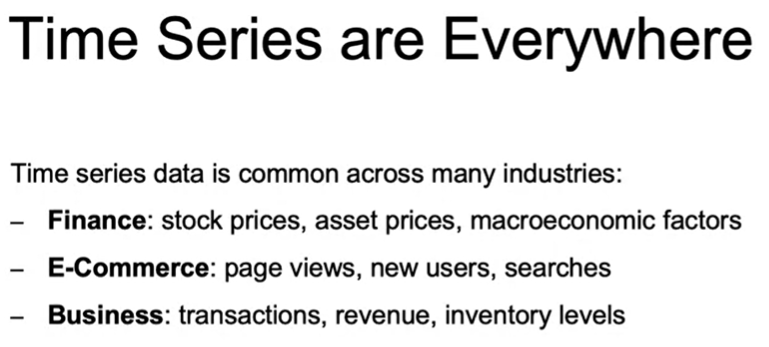 Time Series are Everywhere
Time series data is common across many industries:
– Finance: stock prices, asset prices, macroeconomic factors
– E-Commerce: page views, new users, searches
– Business: transactions, revenue, inventory levels